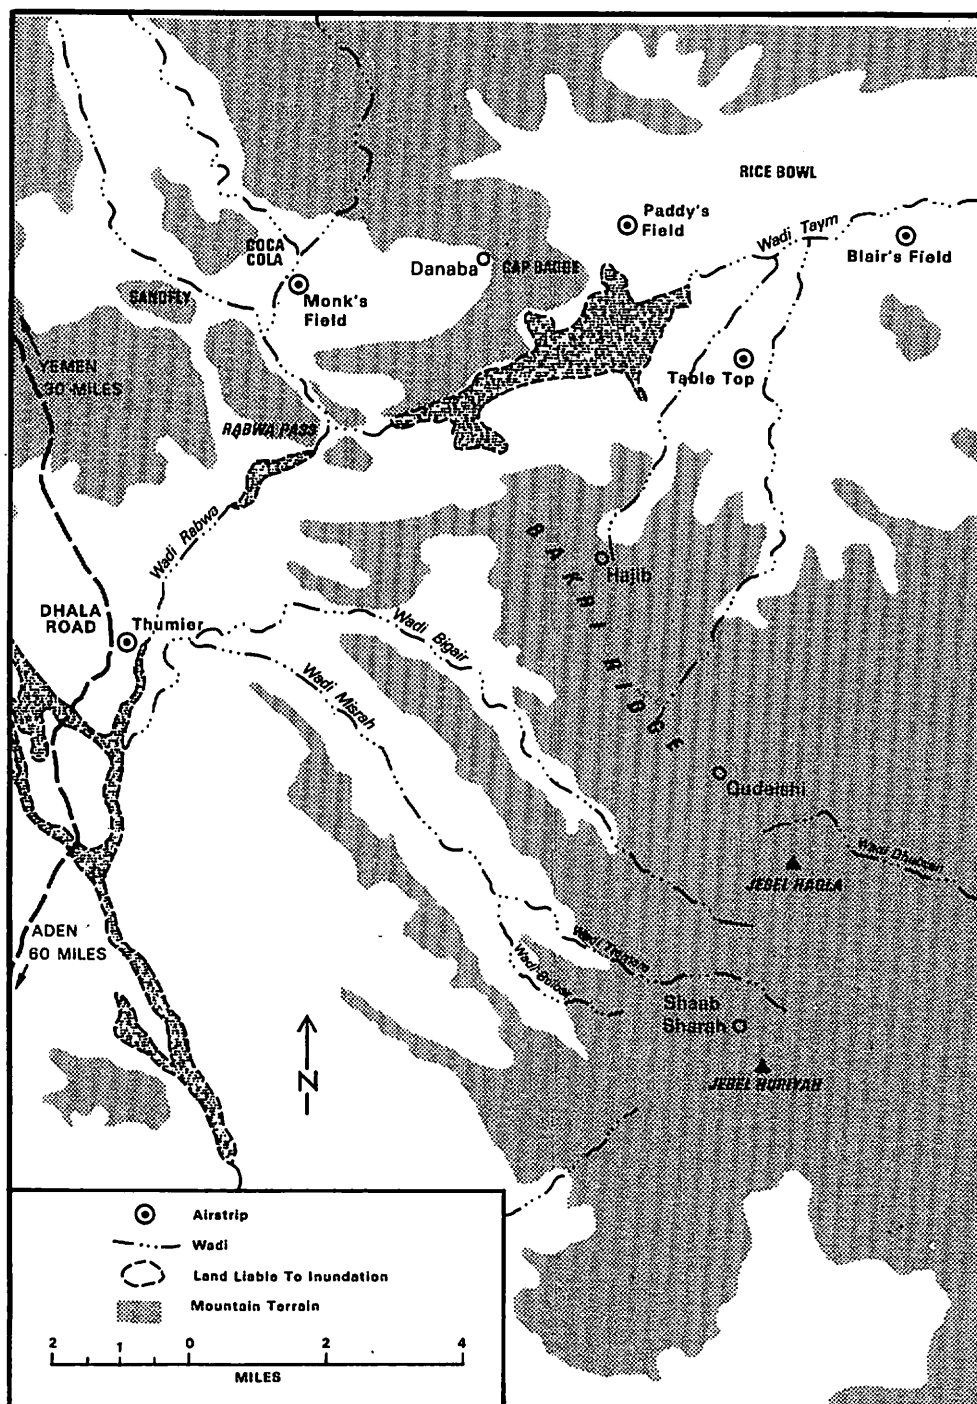 RICE BOWL
Paddy's
Field
Wadi Taym
Blair's Field
COCA
COLA
Danaba
CAP BADGE
SANDFLY
Monk's
Field
YEMEN
30 MILES
Table Top
RABWA PASS
Wadi Rabwa
BAKRI RIDGE
Hajib
DHALA
ROAD
Thumier
Wadi Bigair
Wadi Misrah
Qudeishi
Wadi Dhubsan
JEBEL HAQLA
ADEN
60 MILES
Wadi
Wadi
Shaab
Sharah
JEBEL HURIYAH
N
Airstrip
Wadi
Land Liable To Inundation
Mountain Terrain
2 1 0 2 4
MILES